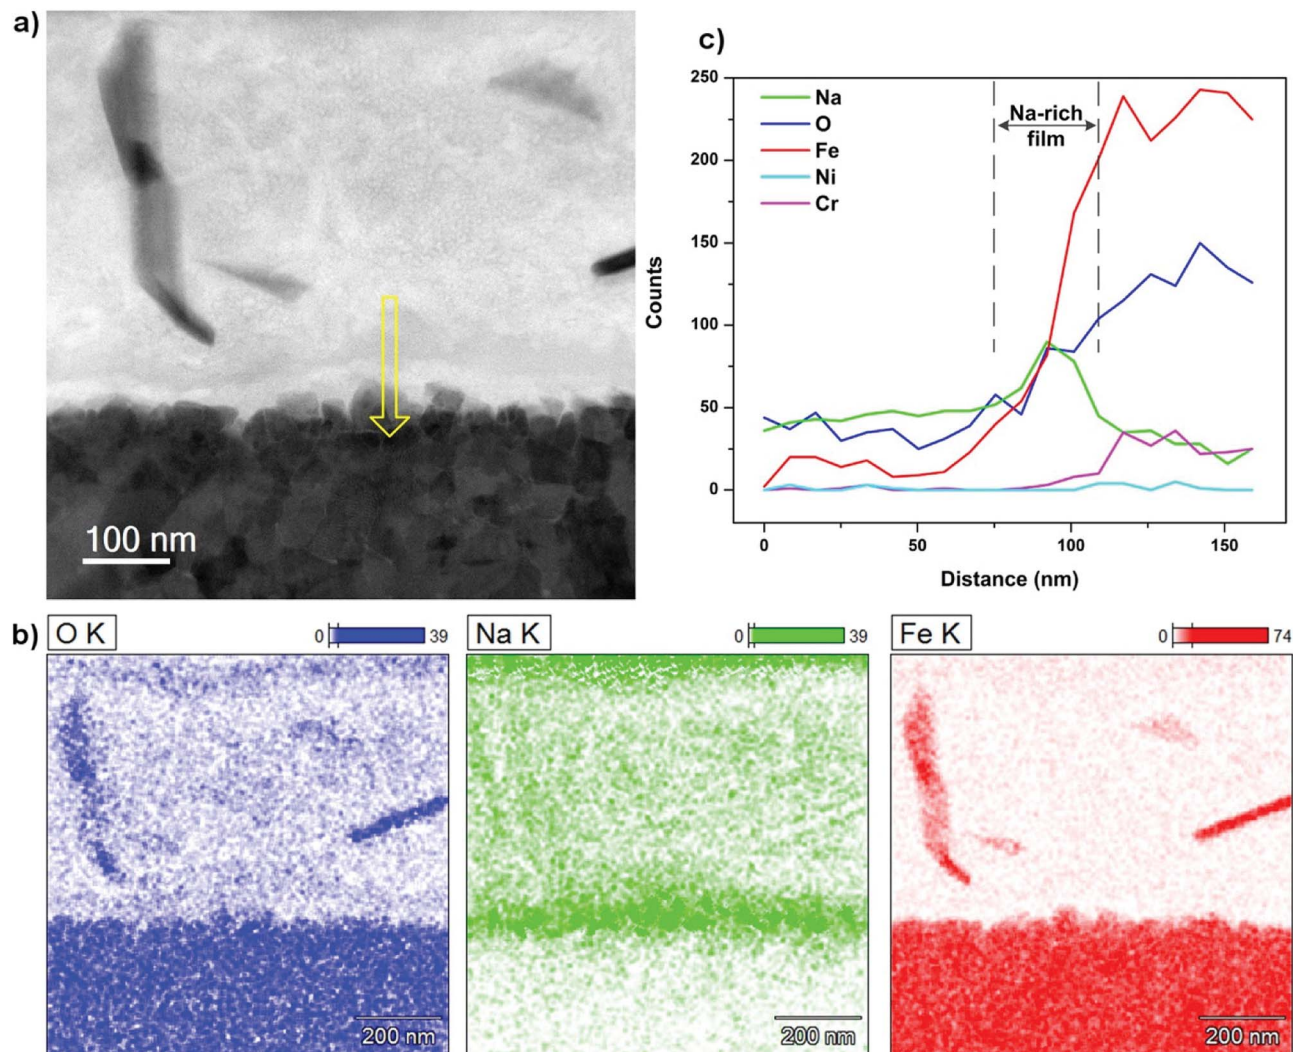 a)
100 nm
c)
250
200
150
100
50
0
Counts
Na
O
Fe
Ni
Cr
Na-rich
film
0
50
100
150
Distance (nm)
b)
O K
0
39
200 nm
Na K
0
39
200 nm
Fe K
0
74
200 nm